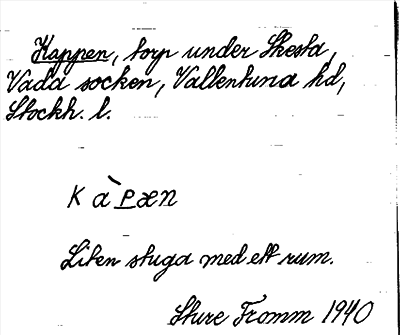 Kappen, torp under Skesta,
Vada socken, Vallentuna hd,
Stockh. l.
Kàpæn
Liten stuga med ett rum.
Sture Fromm 1940